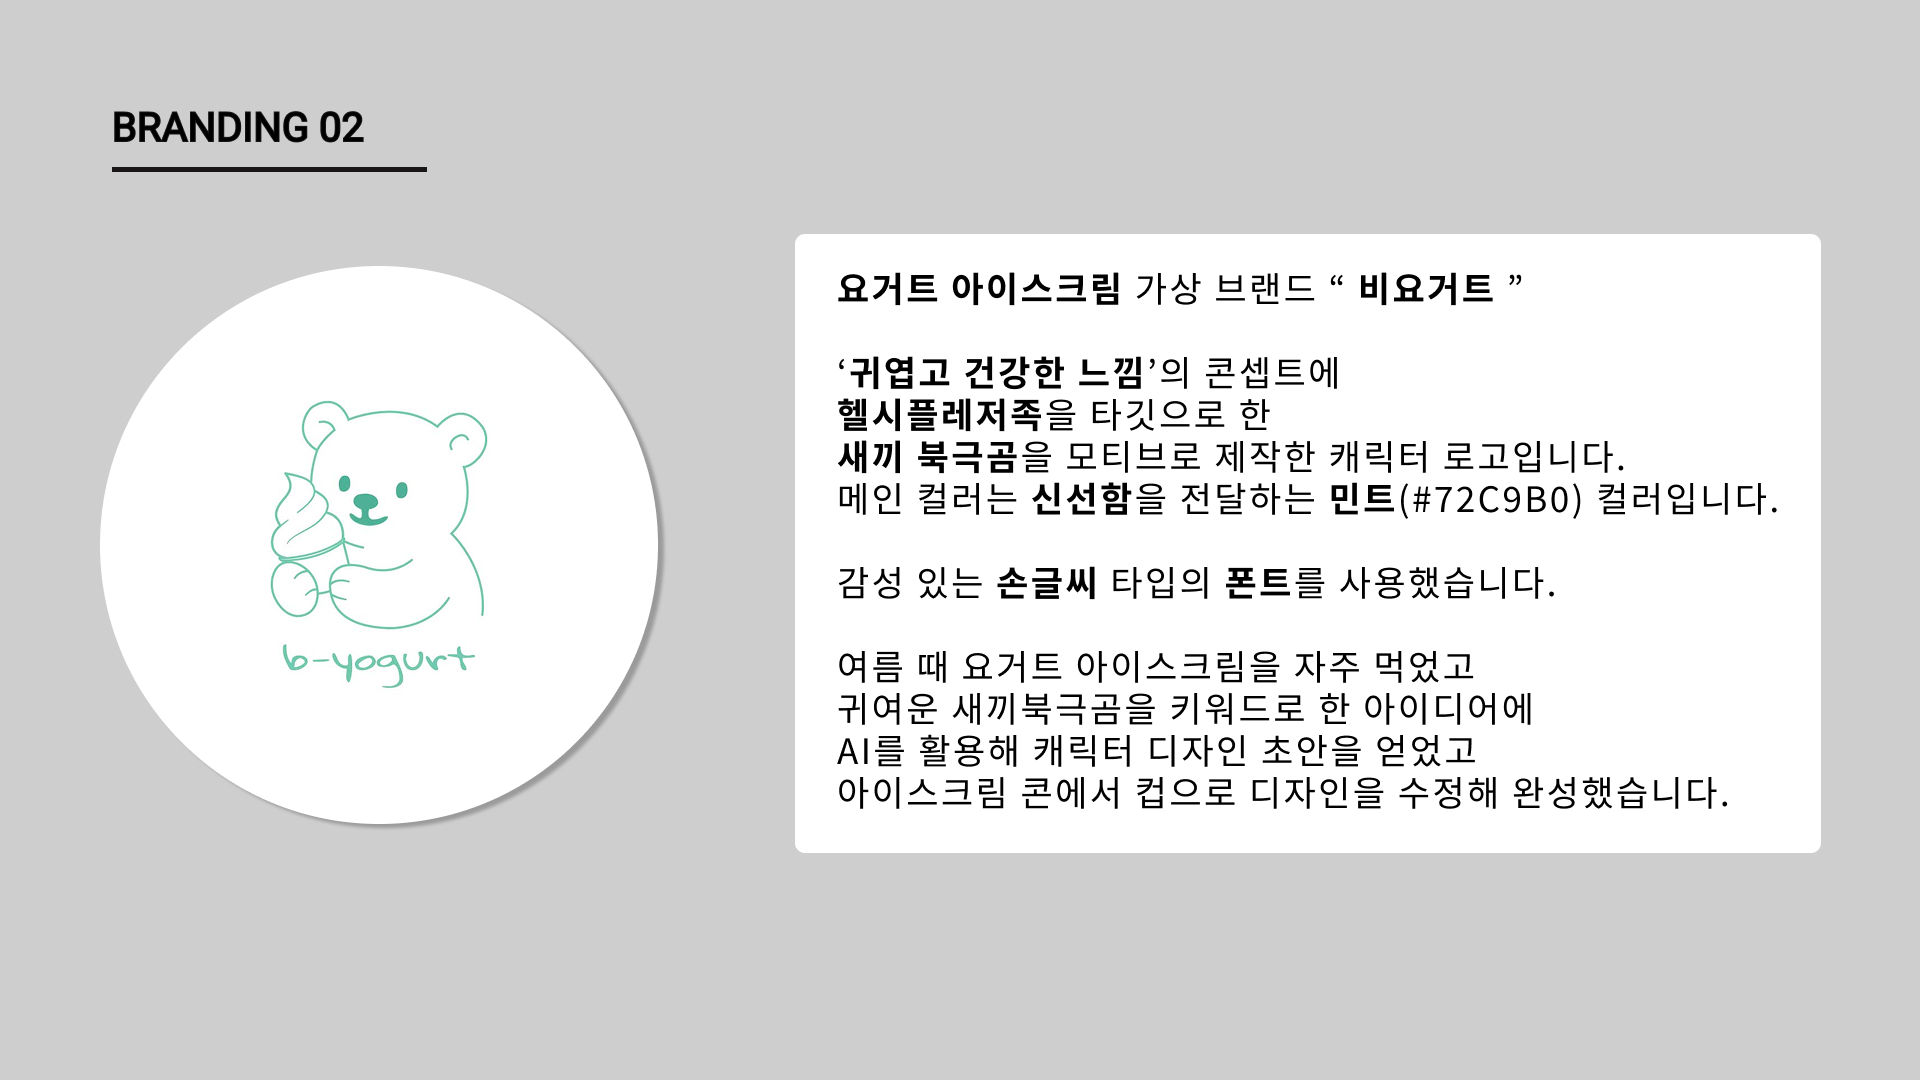 BRANDING 02
b-yogurt
요거트 아이스크림 가상 브랜드 “ 비요거트 ”
‘귀엽고 건강한 느낌’의 콘셉트에
헬시플레저족을 타깃으로 한
새끼 북극곰을 모티브로 제작한 캐릭터 로고입니다.
메인 컬러는 신선함을 전달하는 민트(#72C9B0) 컬러입니다.
감성 있는 손글씨 타입의 폰트를 사용했습니다.
여름 때 요거트 아이스크림을 자주 먹었고
귀여운 새끼북극곰을 키워드로 한 아이디어에
AI를 활용해 캐릭터 디자인 초안을 얻었고
아이스크림 콘에서 컵으로 디자인을 수정해 완성했습니다.